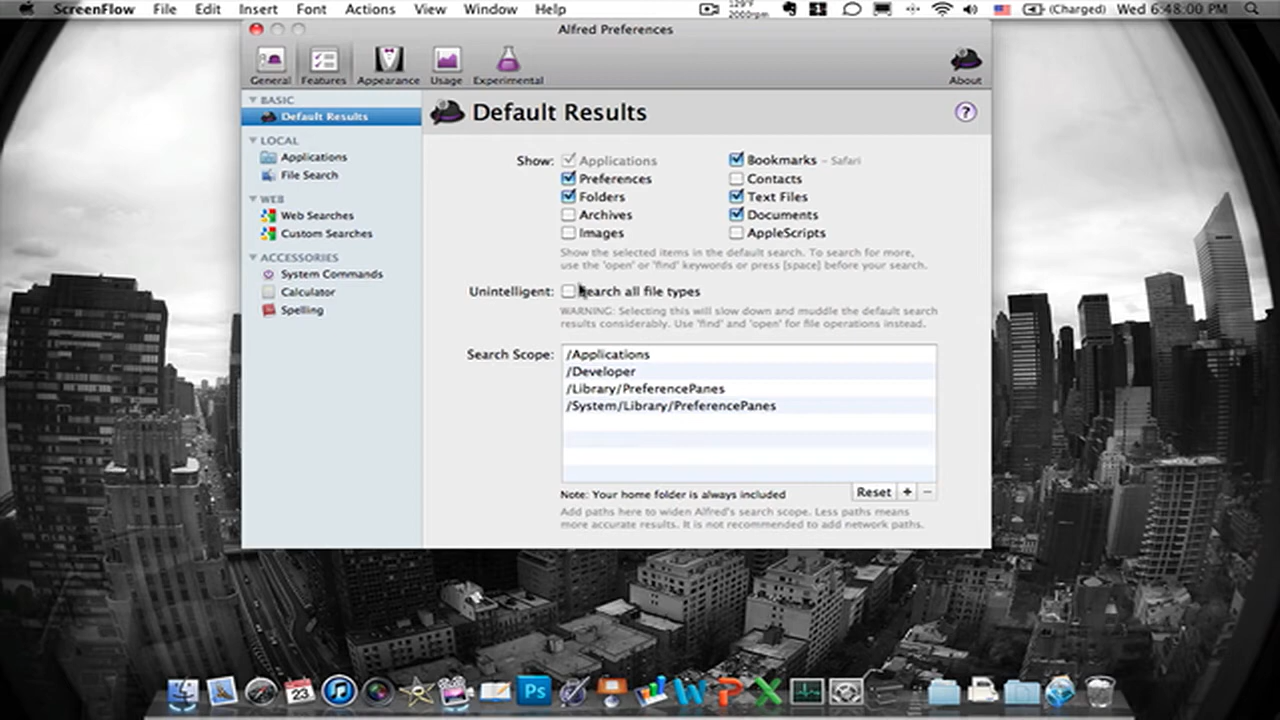 ScreenFlow File Edit Insert Font Actions View Window Help 129°F 2000rpm (Charged) Wed 6:48:00 PM
Alfred Preferences
General Features Appearance Usage Experimental About
BASIC
Default Results
LOCAL
Applications
File Search
WEB
Web Searches
Custom Searches
ACCESSORIES
System Commands
Calculator
Spelling
Default Results ?
Show: Applications Bookmarks – Safari
Preferences Contacts
Folders Text Files
Archives Documents
Images AppleScripts
Show the selected items in the default search. To search for more,
use the 'open' or 'find' keywords or press [space] before your search.
Unintelligent: Search all file types
WARNING: Selecting this will slow down and muddle the default search
results considerably. Use 'find' and 'open' for file operations instead.
Search Scope: /Applications
/Developer
/Library/PreferencePanes
/System/Library/PreferencePanes
Reset + −
Note: Your home folder is always included
Add paths here to widen Alfred's search scope. Less paths means
more accurate results. It is not recommended to add network paths.
23 Ps W P X